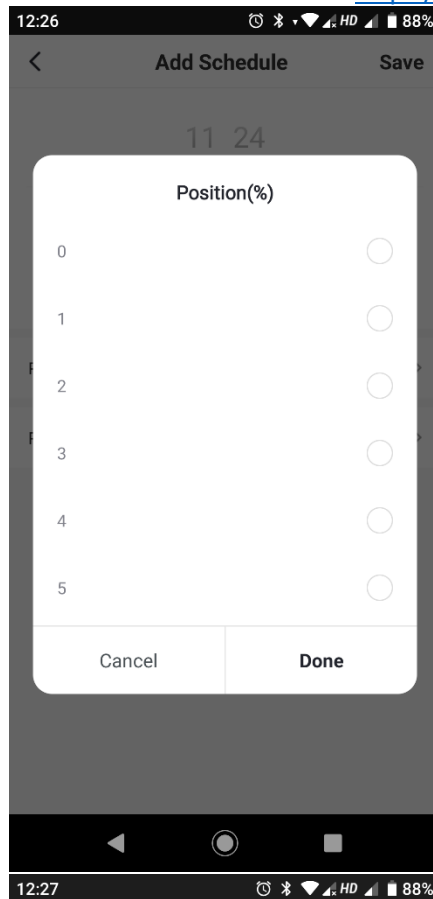 12:26 HD 88%
Add Schedule Save
11 24
Position(%)
0
1
2
3
4
5
Cancel Done
12:27 HD 88%